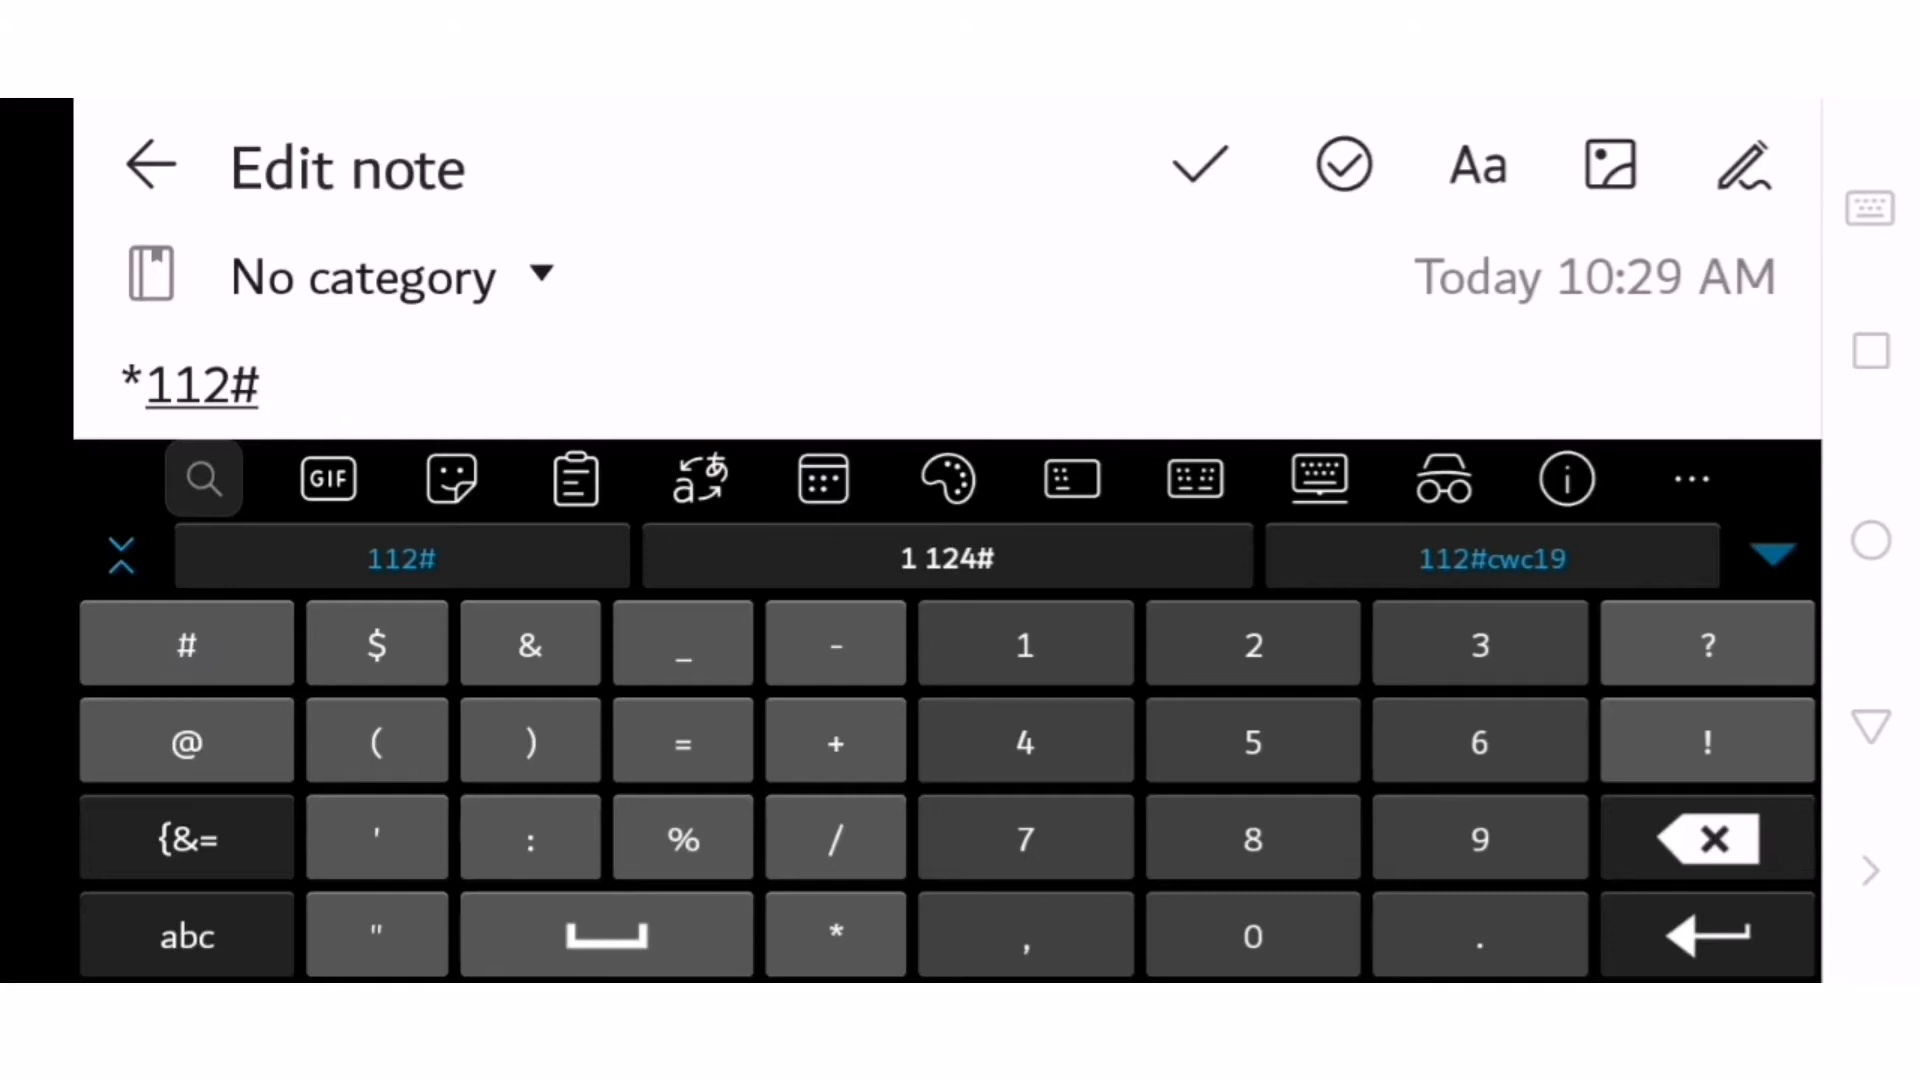 Edit note
Aa
No category
Today 10:29 AM
*112#
GIF
a あ
112# 1 124# 112#cwc19
# $ & _ - 1 2 3 ?
@ ( ) = + 4 5 6 !
{&= ' : % / 7 8 9
abc " * , 0 .